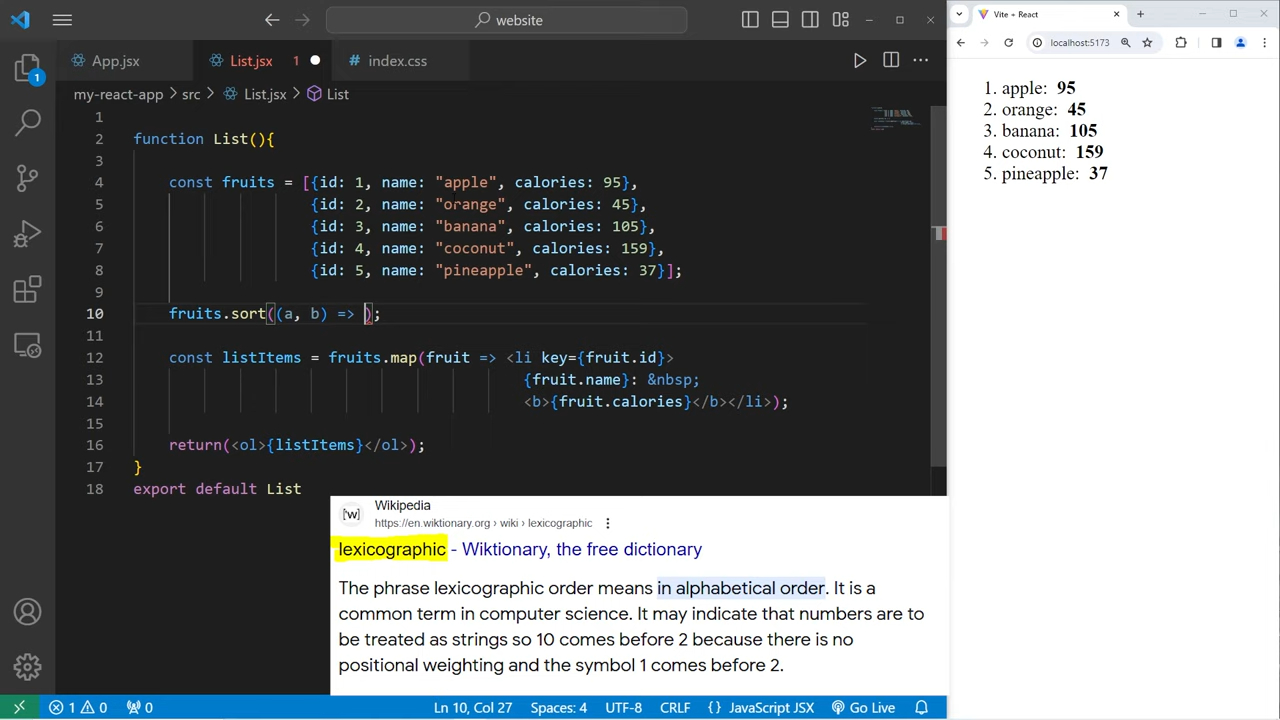 website
Vite + React
localhost:5173
App.jsx
List.jsx 1
# index.css
my-react-app > src > List.jsx > List
1
2 function List(){
3
4 const fruits = [{id: 1, name: "apple", calories: 95},
5 {id: 2, name: "orange", calories: 45},
6 {id: 3, name: "banana", calories: 105},
7 {id: 4, name: "coconut", calories: 159},
8 {id: 5, name: "pineapple", calories: 37}];
9
10 fruits.sort((a, b) => );
11
12 const listItems = fruits.map(fruit => <li key={fruit.id}>
13 {fruit.name}: &nbsp;
14 <b>{fruit.calories}</b></li>);
15
16 return(<ol>{listItems}</ol>);
17 }
18 export default List
1. apple: 95
2. orange: 45
3. banana: 105
4. coconut: 159
5. pineapple: 37
1
[w]
Wikipedia
https://en.wiktionary.org › wiki › lexicographic
lexicographic - Wiktionary, the free dictionary
The phrase lexicographic order means in alphabetical order. It is a
common term in computer science. It may indicate that numbers are to
be treated as strings so 10 comes before 2 because there is no
positional weighting and the symbol 1 comes before 2.
1 0 0 Ln 10, Col 27 Spaces: 4 UTF-8 CRLF {} JavaScript JSX Go Live